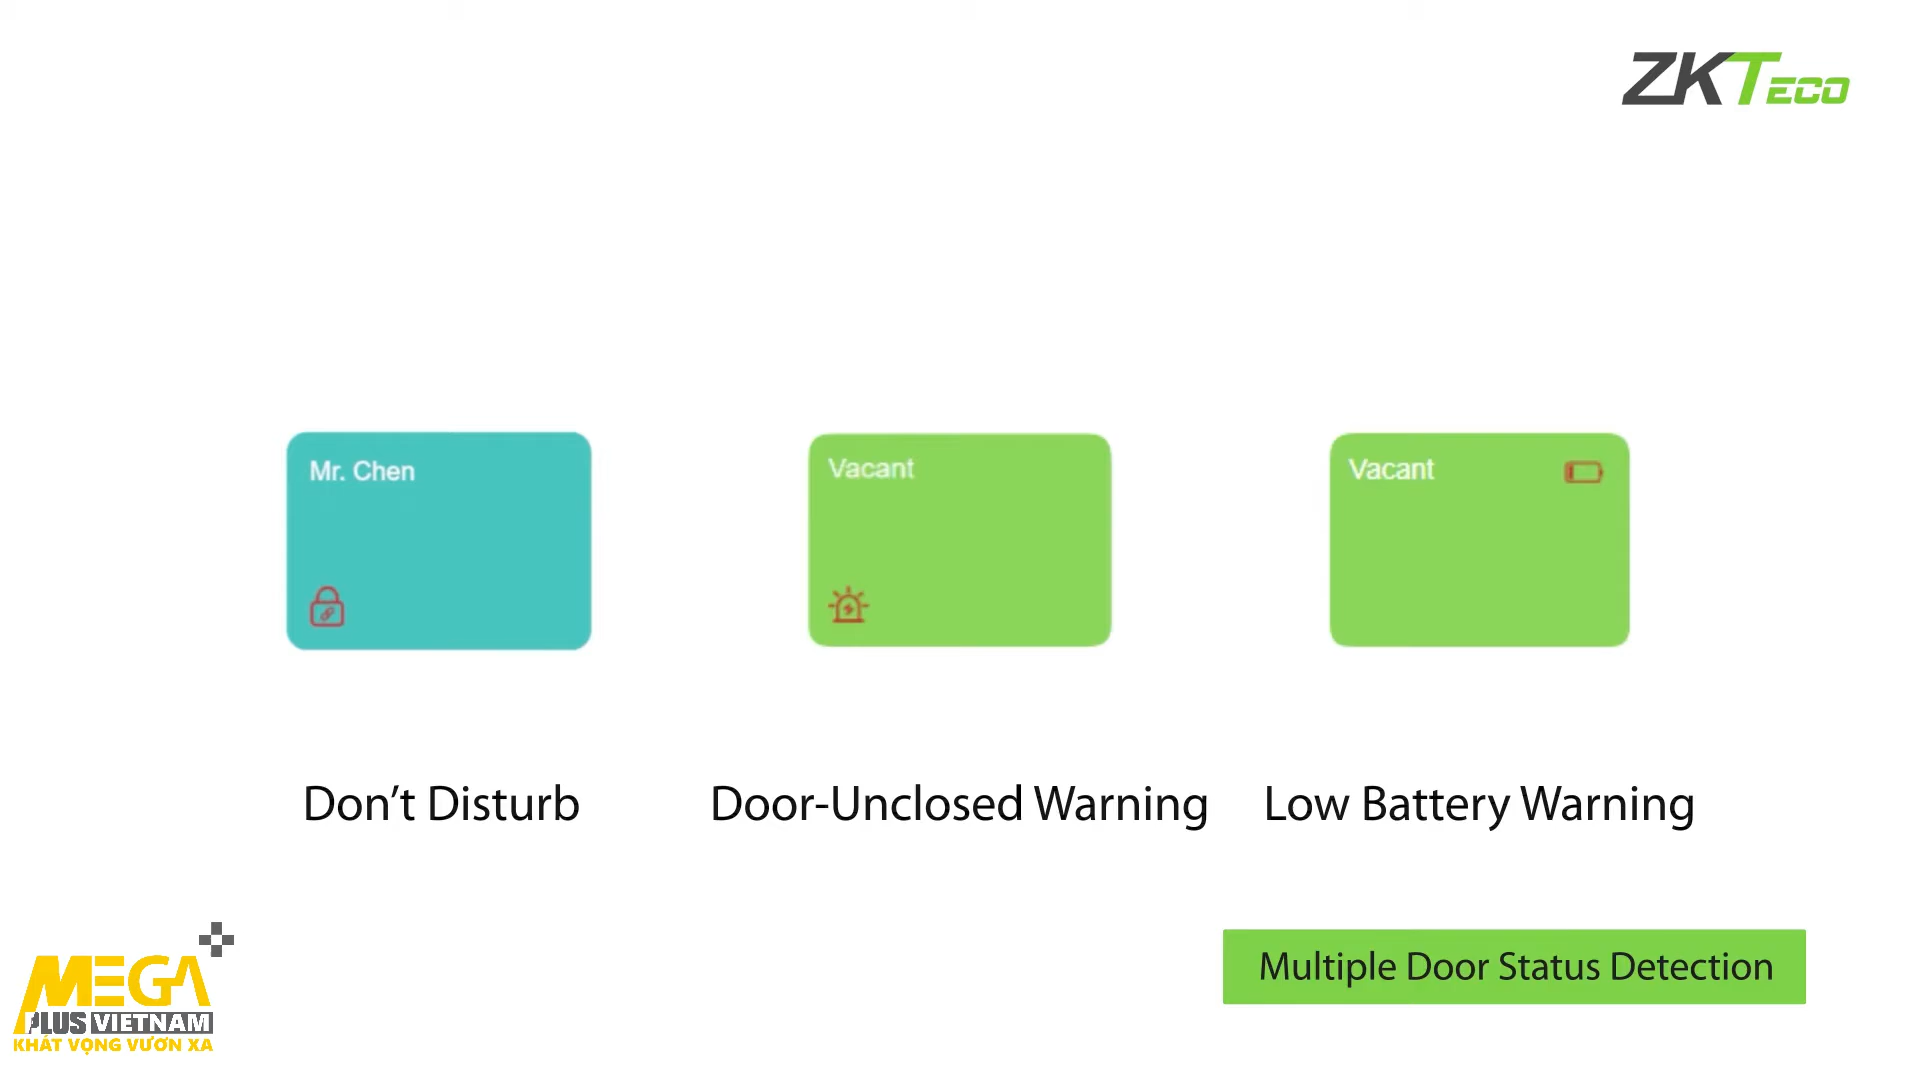 ZKTECO
Mr. Chen
Vacant
Vacant
Don’t Disturb
Door-Unclosed Warning
Low Battery Warning
Multiple Door Status Detection
MEGA
PLUS VIETNAM
KHÁT VỌNG VƯƠN XA